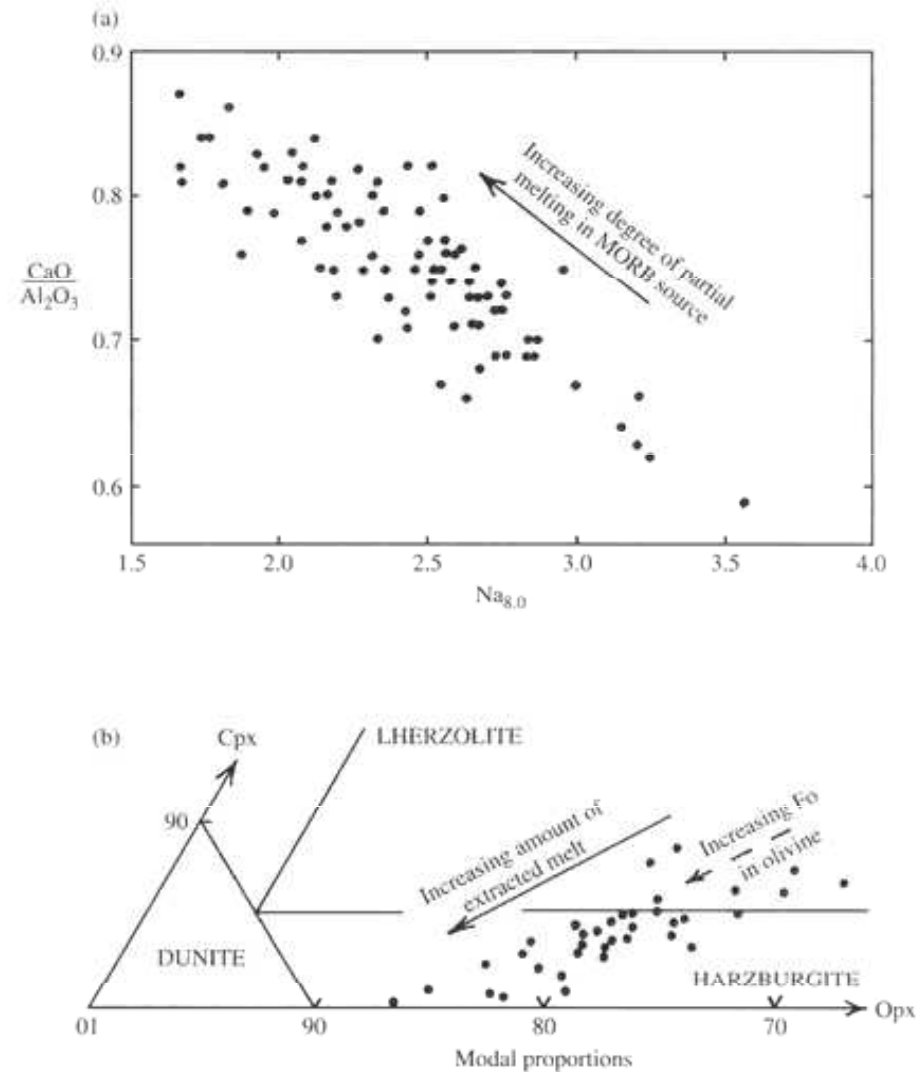 (a)
0.9
0.8
CaO
Al₂O₃
0.7
0.6
Increasing degree of partial
melting in MORB source
1.5 2.0 2.5 3.0 3.5 4.0
Na₈.₀
(b)
Cpx
LHERZOLITE
90
Increasing amount of
extracted melt
Increasing Fo
in olivine
DUNITE
HARZBURGITE
01 90 80 70 Opx
Modal proportions